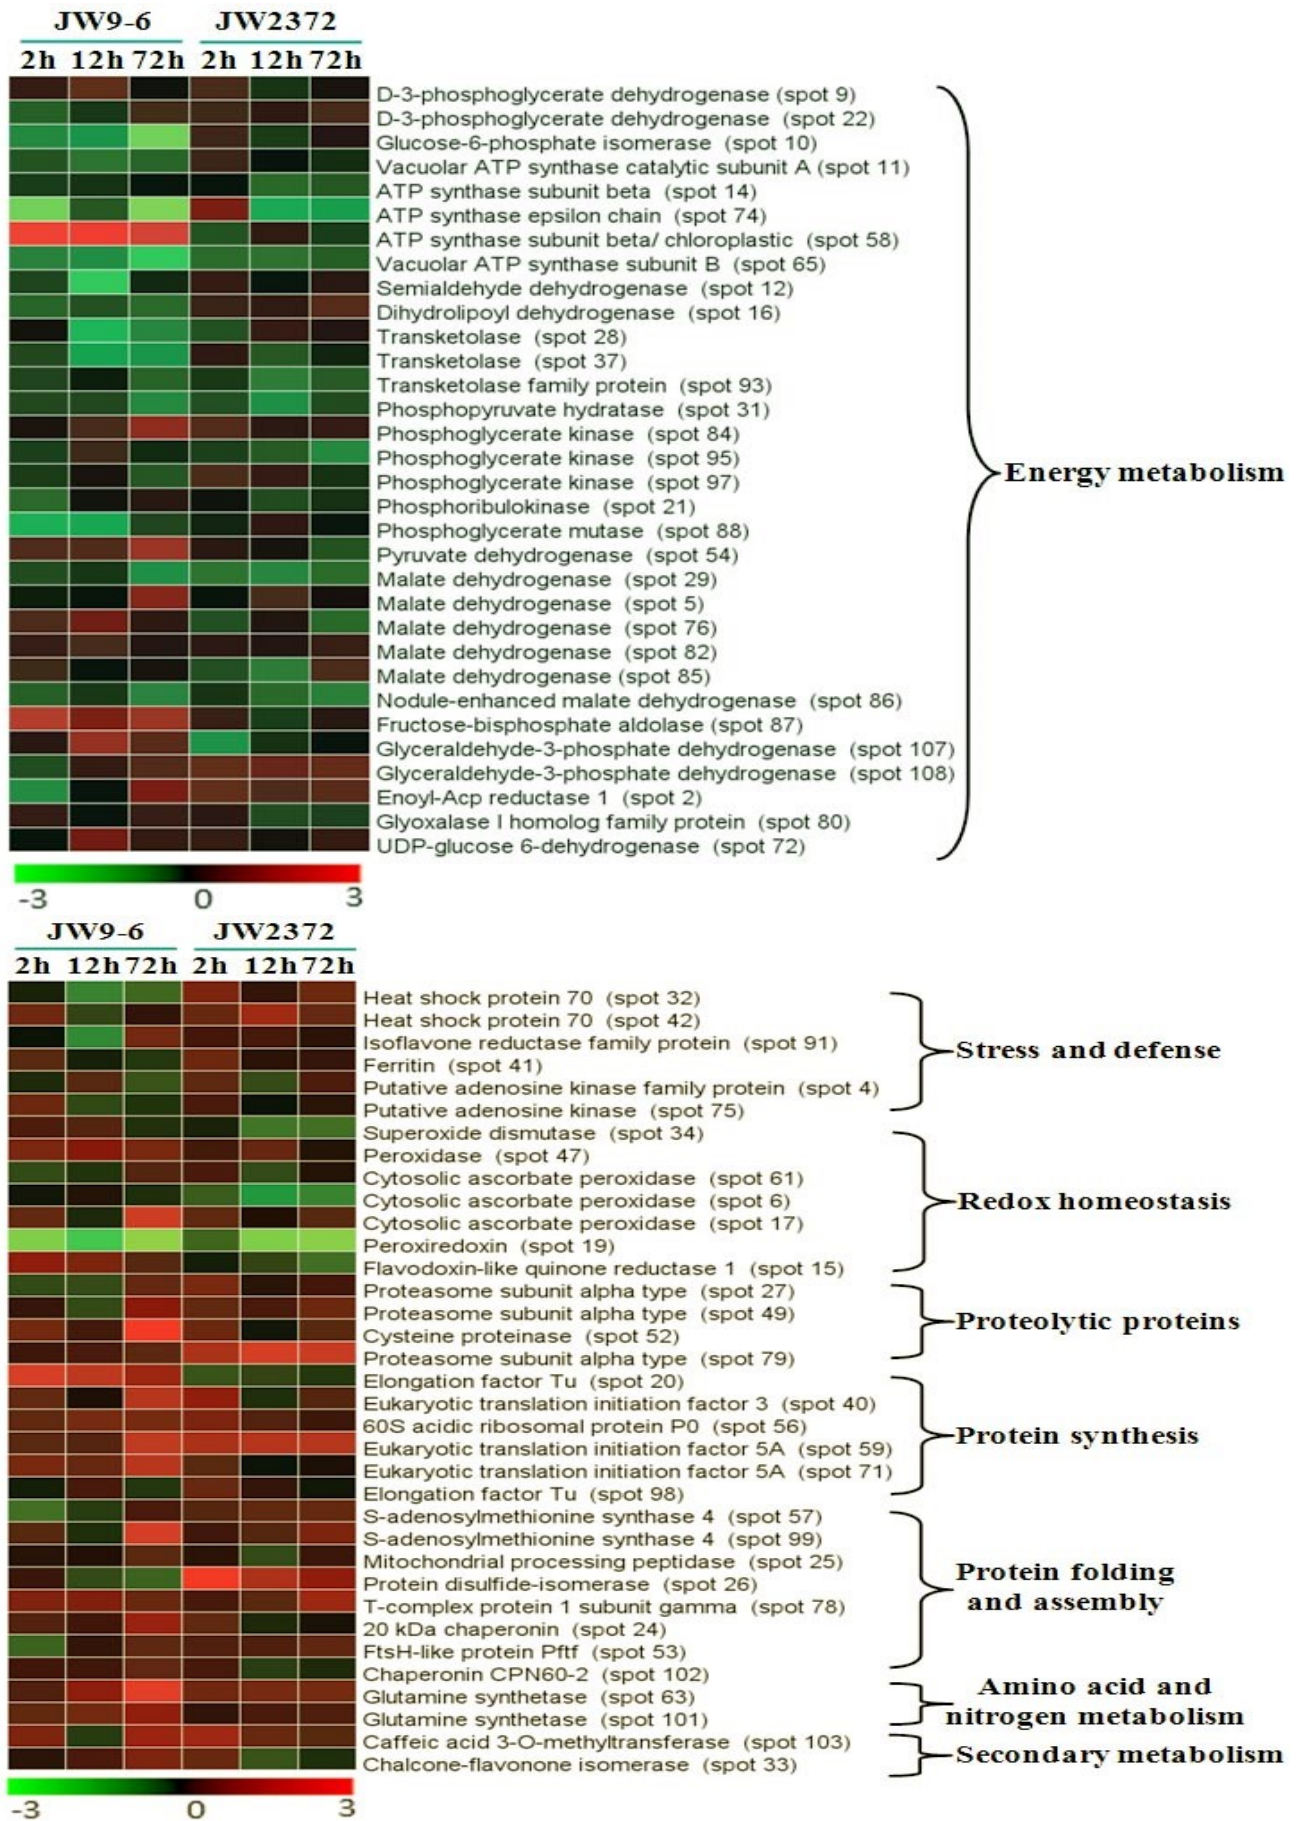 JW9-6 JW2372
2h 12h 72h 2h 12h 72h
D-3-phosphoglycerate dehydrogenase (spot 9)
D-3-phosphoglycerate dehydrogenase (spot 22)
Glucose-6-phosphate isomerase (spot 10)
Vacuolar ATP synthase catalytic subunit A (spot 11)
ATP synthase subunit beta (spot 14)
ATP synthase epsilon chain (spot 74)
ATP synthase subunit beta/ chloroplastic (spot 58)
Vacuolar ATP synthase subunit B (spot 65)
Semialdehyde dehydrogenase (spot 12)
Dihydrolipoyl dehydrogenase (spot 16)
Transketolase (spot 28)
Transketolase (spot 37)
Transketolase family protein (spot 93)
Phosphopyruvate hydratase (spot 31)
Phosphoglycerate kinase (spot 84)
Phosphoglycerate kinase (spot 95)
Phosphoglycerate kinase (spot 97)
Phosphoribulokinase (spot 21)
Phosphoglycerate mutase (spot 88)
Pyruvate dehydrogenase (spot 54)
Malate dehydrogenase (spot 29)
Malate dehydrogenase (spot 5)
Malate dehydrogenase (spot 76)
Malate dehydrogenase (spot 82)
Malate dehydrogenase (spot 85)
Nodule-enhanced malate dehydrogenase (spot 86)
Fructose-bisphosphate aldolase (spot 87)
Glyceraldehyde-3-phosphate dehydrogenase (spot 107)
Glyceraldehyde-3-phosphate dehydrogenase (spot 108)
Enoyl-Acp reductase 1 (spot 2)
Glyoxalase I homolog family protein (spot 80)
UDP-glucose 6-dehydrogenase (spot 72)
Energy metabolism
-3 0 3
JW9-6 JW2372
2h 12h 72h 2h 12h 72h
Heat shock protein 70 (spot 32)
Heat shock protein 70 (spot 42)
Isoflavone reductase family protein (spot 91)
Ferritin (spot 41)
Putative adenosine kinase family protein (spot 4)
Putative adenosine kinase (spot 75)
Stress and defense
Superoxide dismutase (spot 34)
Peroxidase (spot 47)
Cytosolic ascorbate peroxidase (spot 61)
Cytosolic ascorbate peroxidase (spot 6)
Cytosolic ascorbate peroxidase (spot 17)
Peroxiredoxin (spot 19)
Flavodoxin-like quinone reductase 1 (spot 15)
Redox homeostasis
Proteasome subunit alpha type (spot 27)
Proteasome subunit alpha type (spot 49)
Cysteine proteinase (spot 52)
Proteasome subunit alpha type (spot 79)
Proteolytic proteins
Elongation factor Tu (spot 20)
Eukaryotic translation initiation factor 3 (spot 40)
60S acidic ribosomal protein P0 (spot 56)
Eukaryotic translation initiation factor 5A (spot 59)
Eukaryotic translation initiation factor 5A (spot 71)
Elongation factor Tu (spot 98)
Protein synthesis
S-adenosylmethionine synthase 4 (spot 57)
S-adenosylmethionine synthase 4 (spot 99)
Mitochondrial processing peptidase (spot 25)
Protein disulfide-isomerase (spot 26)
T-complex protein 1 subunit gamma (spot 78)
20 kDa chaperonin (spot 24)
FtsH-like protein Pftf (spot 53)
Chaperonin CPN60-2 (spot 102)
Protein folding
and assembly
Glutamine synthetase (spot 63)
Glutamine synthetase (spot 101)
Amino acid and
nitrogen metabolism
Caffeic acid 3-O-methyltransferase (spot 103)
Chalcone-flavonone isomerase (spot 33)
Secondary metabolism
-3 0 3